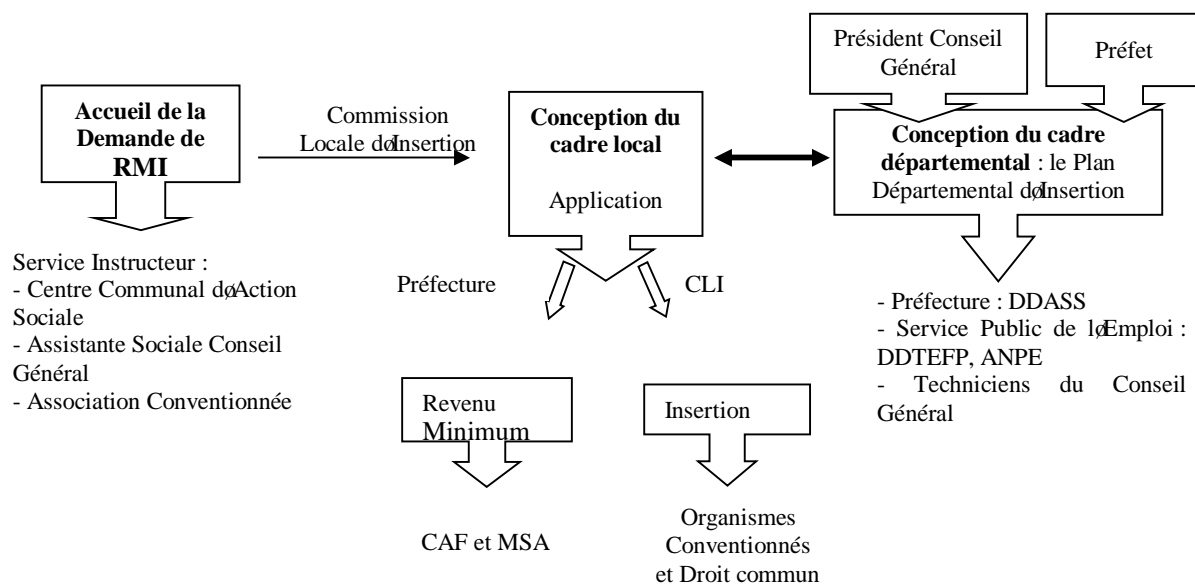 Président Conseil
Général
Préfet
Accueil de la
Demande de
RMI
Commission
Locale døInsertion
Conception du
cadre local
Application
Conception du cadre
départemental : le Plan
Départemental døInsertion
Service Instructeur :
- Centre Communal døAction
Sociale
- Assistante Sociale Conseil
Général
- Association Conventionnée
Préfecture
CLI
- Préfecture : DDASS
- Service Public de løEmploi :
DDTEFP, ANPE
- Techniciens du Conseil
Général
Revenu
Minimum
Insertion
CAF et MSA
Organismes
Conventionnés
et Droit commun